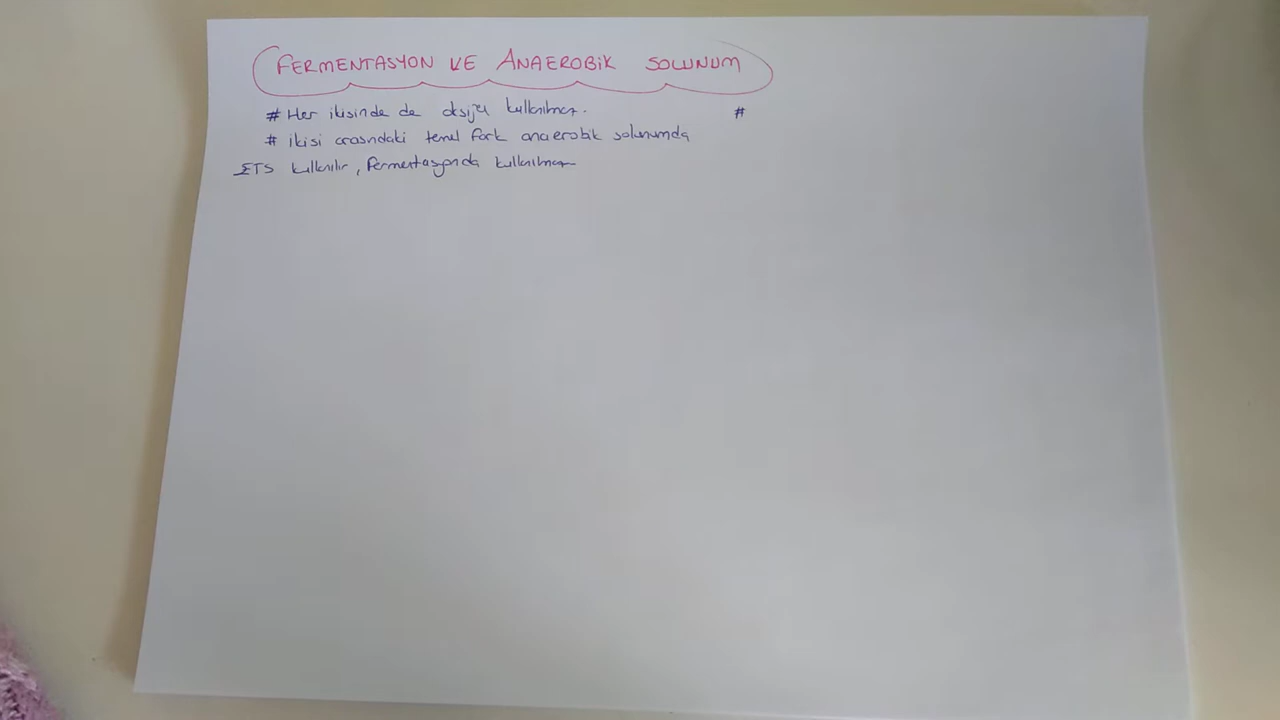 FERMENTASYON VE ANAEROBİK SOLUNUM
# Her ikisinde de oksijen kullanılmaz. #
# ikisi arasındaki temel fark anaerobik solunumda
ETS kullanılır, fermentasyonda kullanılmaz